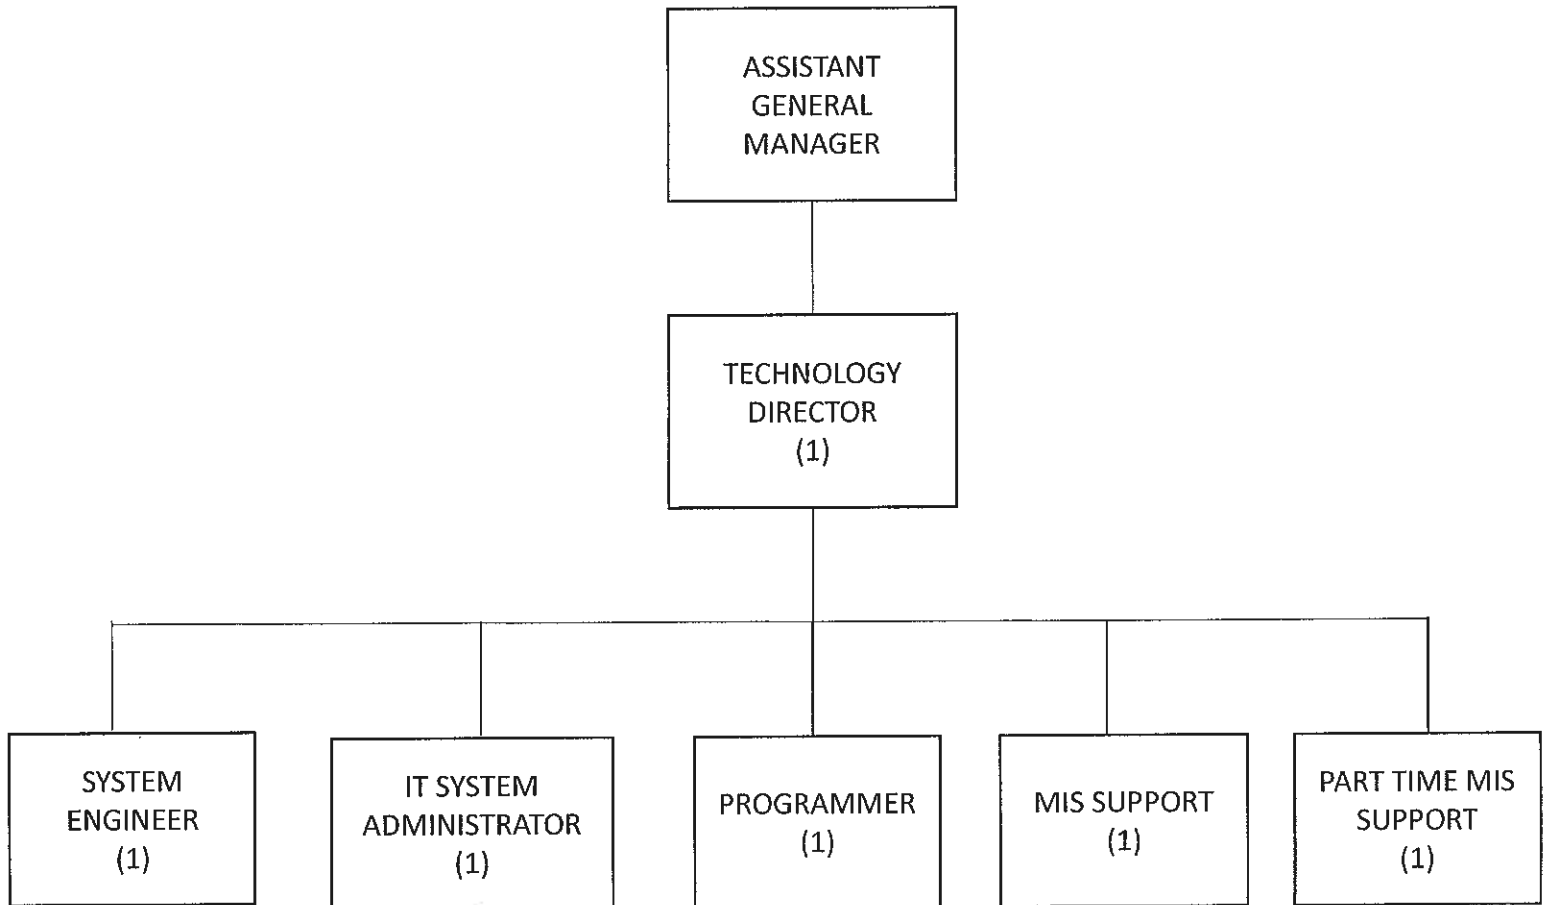 ASSISTANT
GENERAL
MANAGER
TECHNOLOGY
DIRECTOR
(1)
SYSTEM
ENGINEER
(1)
IT SYSTEM
ADMINISTRATOR
(1)
PROGRAMMER
(1)
MIS SUPPORT
(1)
PART TIME MIS
SUPPORT
(1)